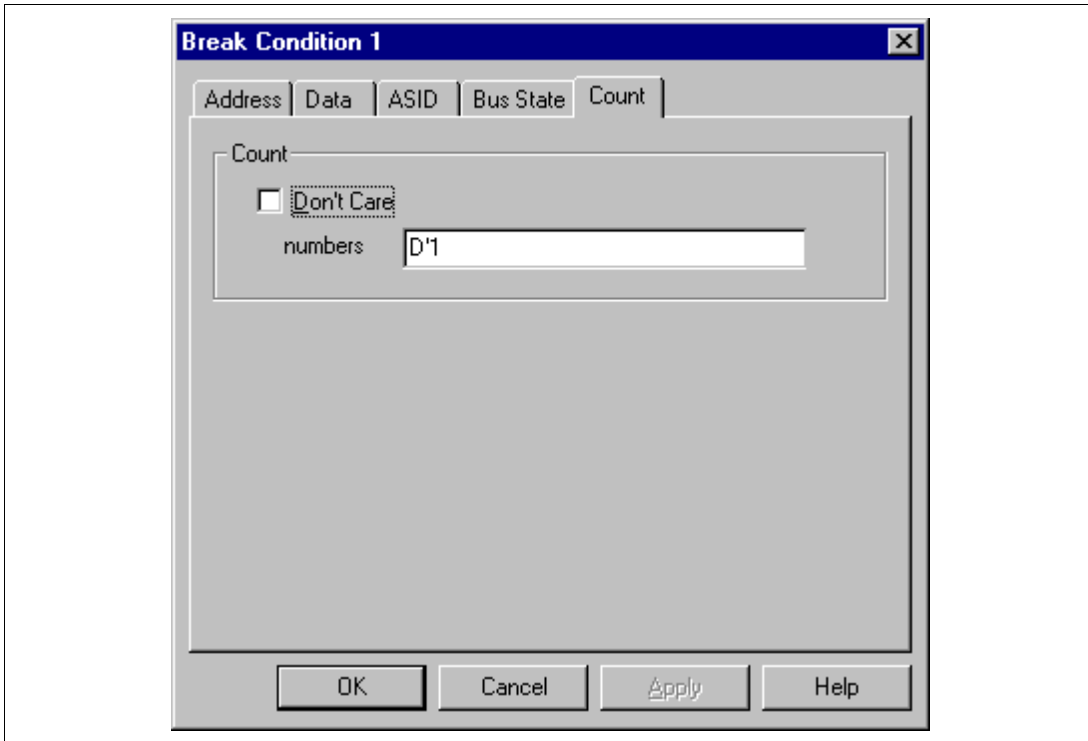 Break Condition 1
Address Data ASID Bus State Count
Count
Don't Care
numbers D'1
OK Cancel Apply Help